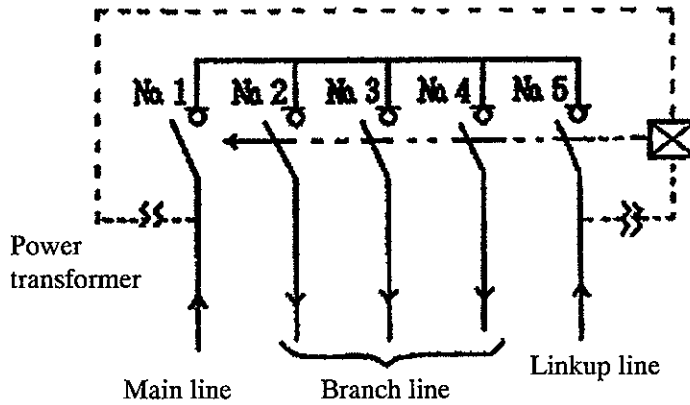 No.1 No.2 No.3 No.4 No.5
Power
transformer
Main line
Branch line
Linkup line